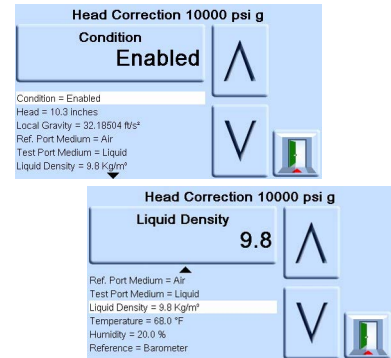 Head Correction 10000 psi g
Condition
Enabled
Condition = Enabled
Head = 10.3 inches
Local Gravity = 32.18504 ft/s²
Ref. Port Medium = Air
Test Port Medium = Liquid
Liquid Density = 9.8 Kg/m³
Head Correction 10000 psi g
Liquid Density
9.8
Ref. Port Medium = Air
Test Port Medium = Liquid
Liquid Density = 9.8 Kg/m³
Temperature = 68.0 °F
Humidity = 20.0 %
Reference = Barometer